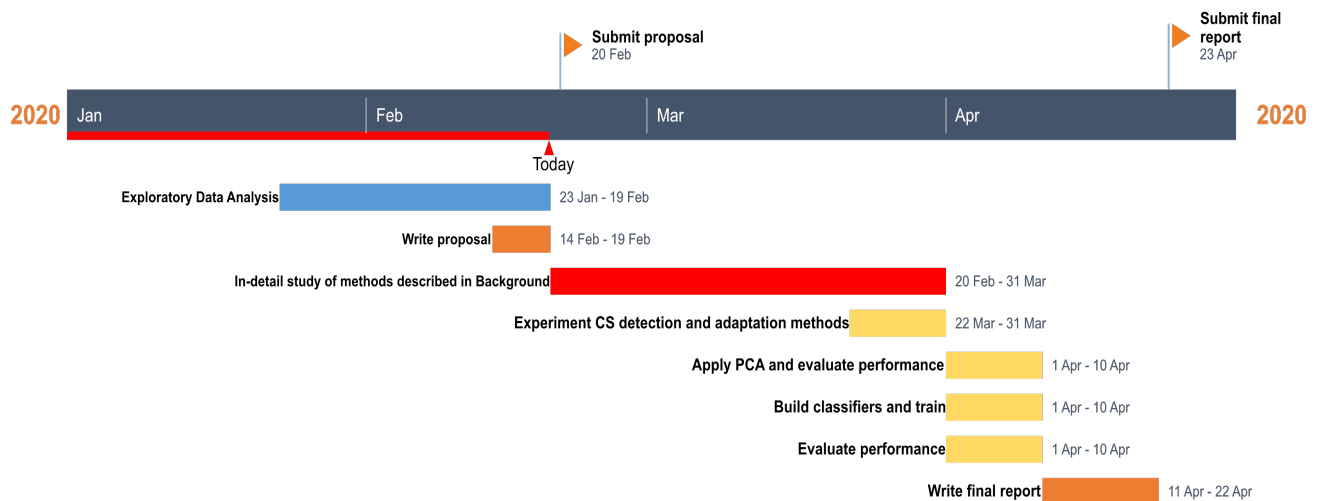 Submit proposal
20 Feb
Submit final
report
23 Apr
2020 Jan Feb Mar Apr 2020
Today
Exploratory Data Analysis 23 Jan - 19 Feb
Write proposal 14 Feb - 19 Feb
In-detail study of methods described in Background 20 Feb - 31 Mar
Experiment CS detection and adaptation methods 22 Mar - 31 Mar
Apply PCA and evaluate performance 1 Apr - 10 Apr
Build classifiers and train 1 Apr - 10 Apr
Evaluate performance 1 Apr - 10 Apr
Write final report 11 Apr - 22 Apr